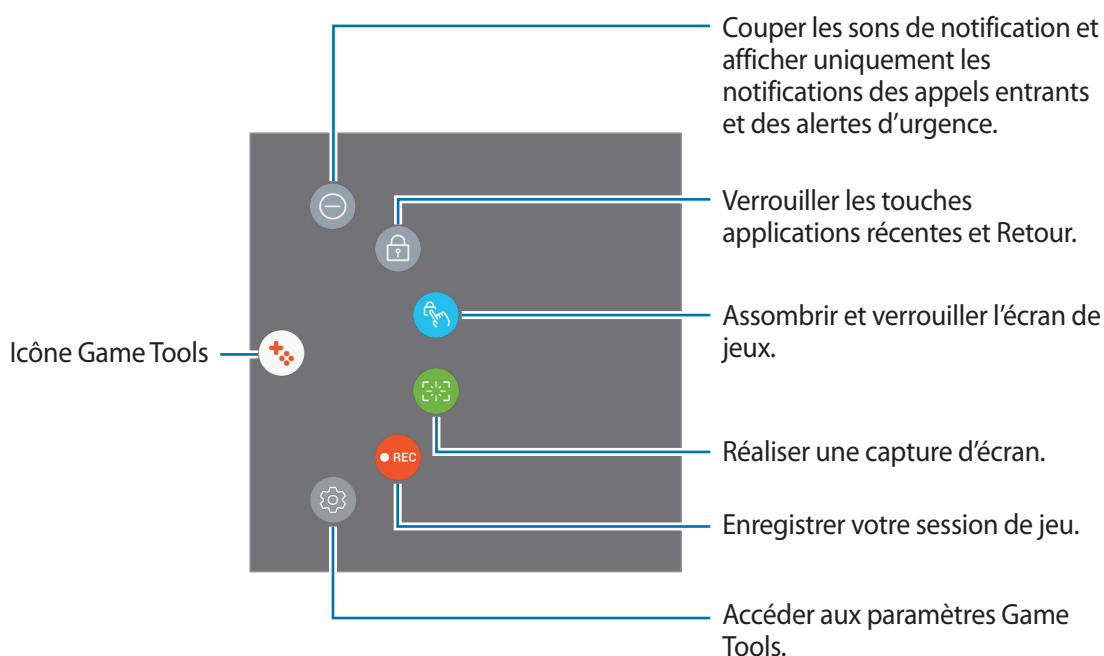 Couper les sons de notification et
afficher uniquement les
notifications des appels entrants
et des alertes d’urgence.
Verrouiller les touches
applications récentes et Retour.
Assombrir et verrouiller l’écran de
jeux.
Icône Game Tools
Réaliser une capture d’écran.
REC
Enregistrer votre session de jeu.
Accéder aux paramètres Game
Tools.